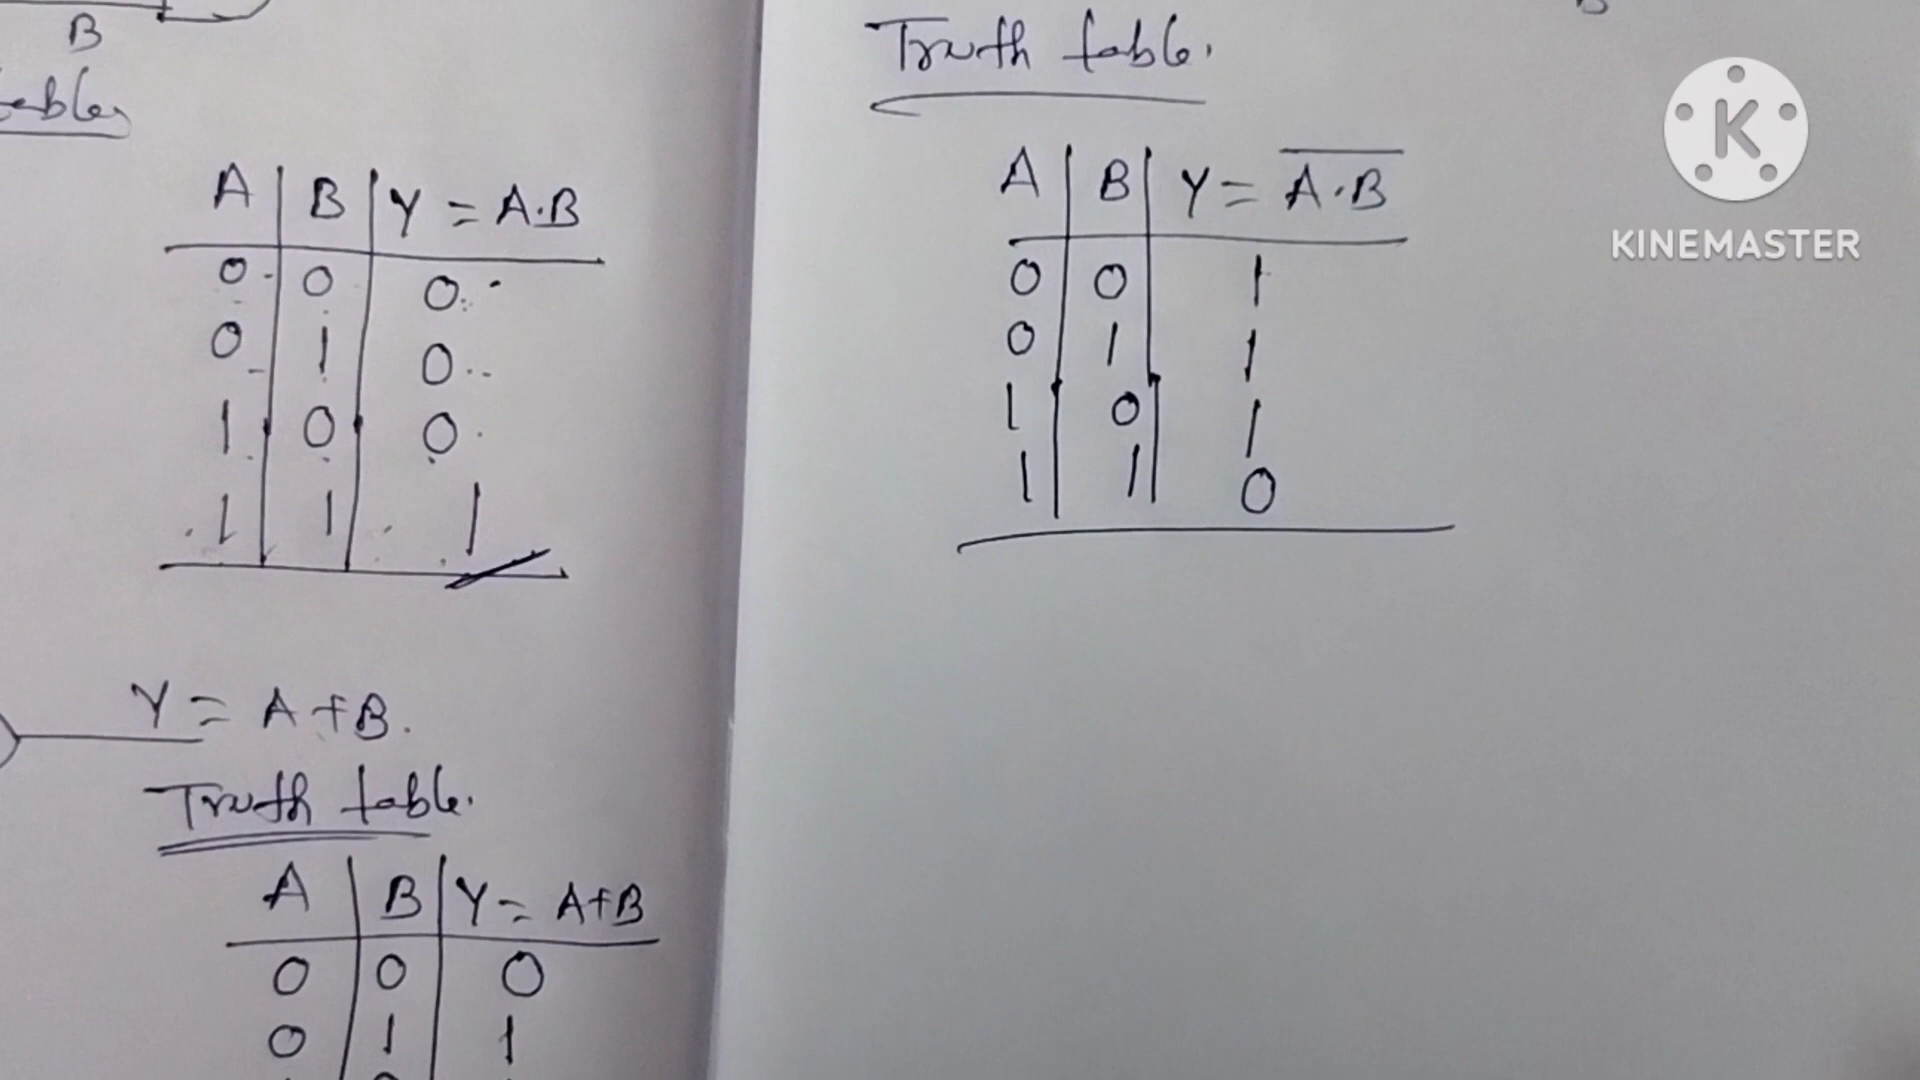 B
table,
A | B | Y = A.B
0 0 0
0 1 0
1 0 0
1 1 1
Y = A+B.
Truth table.
A | B | Y = A+B
0 0 0
0 1 1
Truth table.
A | B | Y = \overline{A.B}
0 0 1
0 1 1
1 0 1
1 1 0
K
KINEMASTER